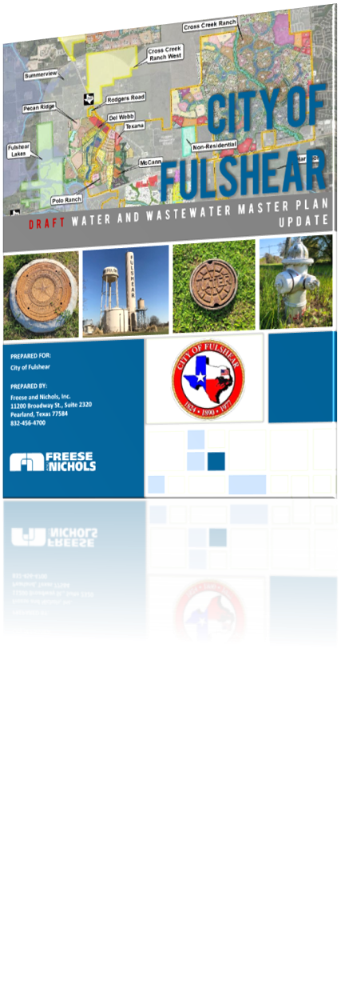 Cross Creek Ranch
Cross Creek
Ranch West
Summerview
Rodgers Road
Pecan Ridge
Del Webb
Texana
Fulshear
Lakes
Non-Residential
McCann
Polo Ranch
CITY OF
FULSHEAR
DRAFT WATER AND WASTEWATER MASTER PLAN
UPDATE
FULSHEAR
PREPARED FOR:
City of Fulshear
PREPARED BY:
Freese and Nichols, Inc.
11200 Broadway St., Suite 2320
Pearland, Texas 77584
832-456-4700
FREESE
AND NICHOLS
CITY OF FULSHEAR
1824 • 1890 • 1977